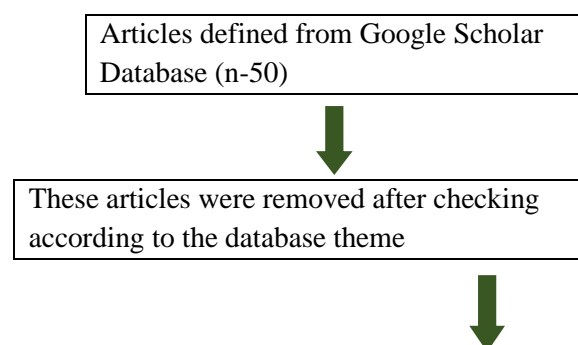 Articles defined from Google Scholar
Database (n-50)
These articles were removed after checking
according to the database theme